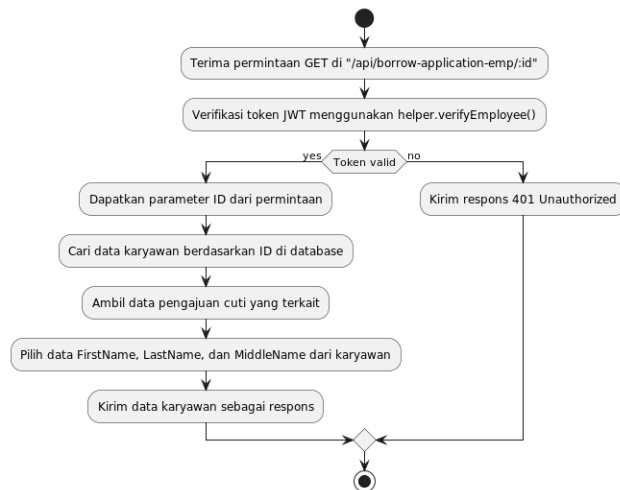 Terima permintaan GET di "/api/borrow-application-emp/:id"
Verifikasi token JWT menggunakan helper.verifyEmployee()
yes
Token valid
no
Dapatkan parameter ID dari permintaan
Kirim respons 401 Unauthorized
Cari data karyawan berdasarkan ID di database
Ambil data pengajuan cuti yang terkait
Pilih data FirstName, LastName, dan MiddleName dari karyawan
Kirim data karyawan sebagai respons